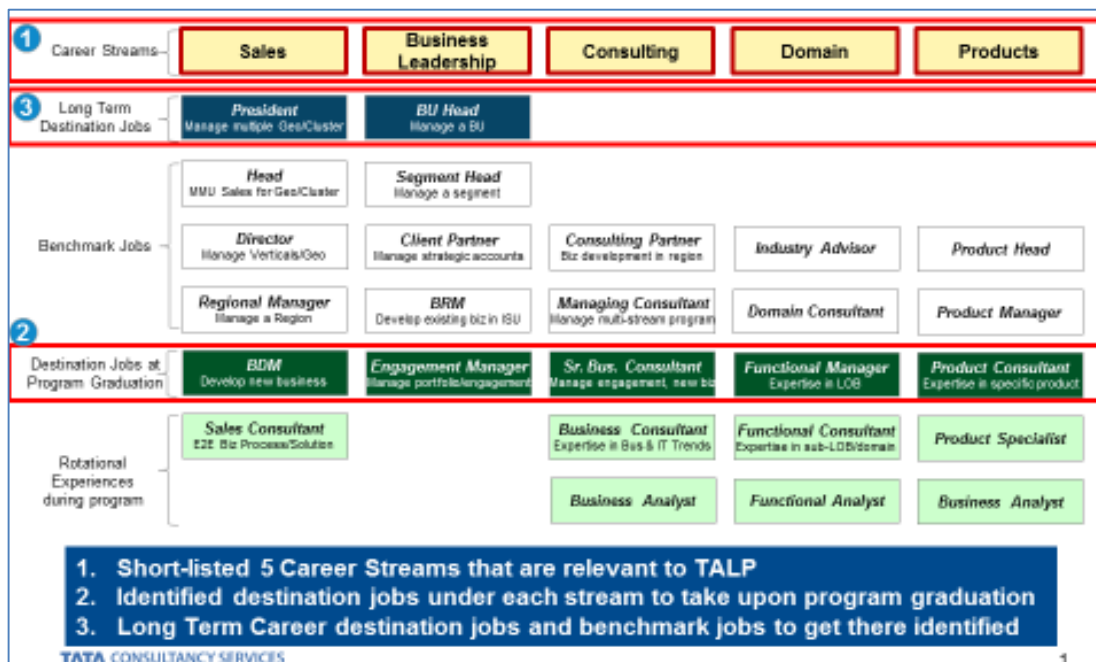 1
Career Streams
Sales
Business
Leadership
Consulting
Domain
Products
3
Long Term
Destination Jobs
President
Manage multiple Geo/Cluster
BU Head
Manage a BU
Benchmark Jobs
Head
MMU Sales for Geo/Cluster
Segment Head
Manage a segment
Director
Manage Verticals/Geo
Client Partner
Manage strategic accounts
Consulting Partner
Biz development in region
Industry Advisor
Product Head
Regional Manager
Manage a Region
BRM
Develop existing biz in ISU
Managing Consultant
Manage multi-stream program
Domain Consultant
Product Manager
2
Destination Jobs at
Program Graduation
BDM
Develop new business
Engagement Manager
Manage portfolio/engagement
Sr. Bus. Consultant
Manage engagement, new biz
Functional Manager
Expertise in LOB
Product Consultant
Expertise in specific product
Rotational
Experiences
during program
Sales Consultant
E2E Biz Process/Solution
Business Consultant
Expertise in Bus & IT Trends
Functional Consultant
Expertise in sub-LOB/domain
Product Specialist
Business Analyst
Functional Analyst
Business Analyst
1. Short-listed 5 Career Streams that are relevant to TALP
2. Identified destination jobs under each stream to take upon program graduation
3. Long Term Career destination jobs and benchmark jobs to get there identified
TATA CONSULTANCY SERVICES
1